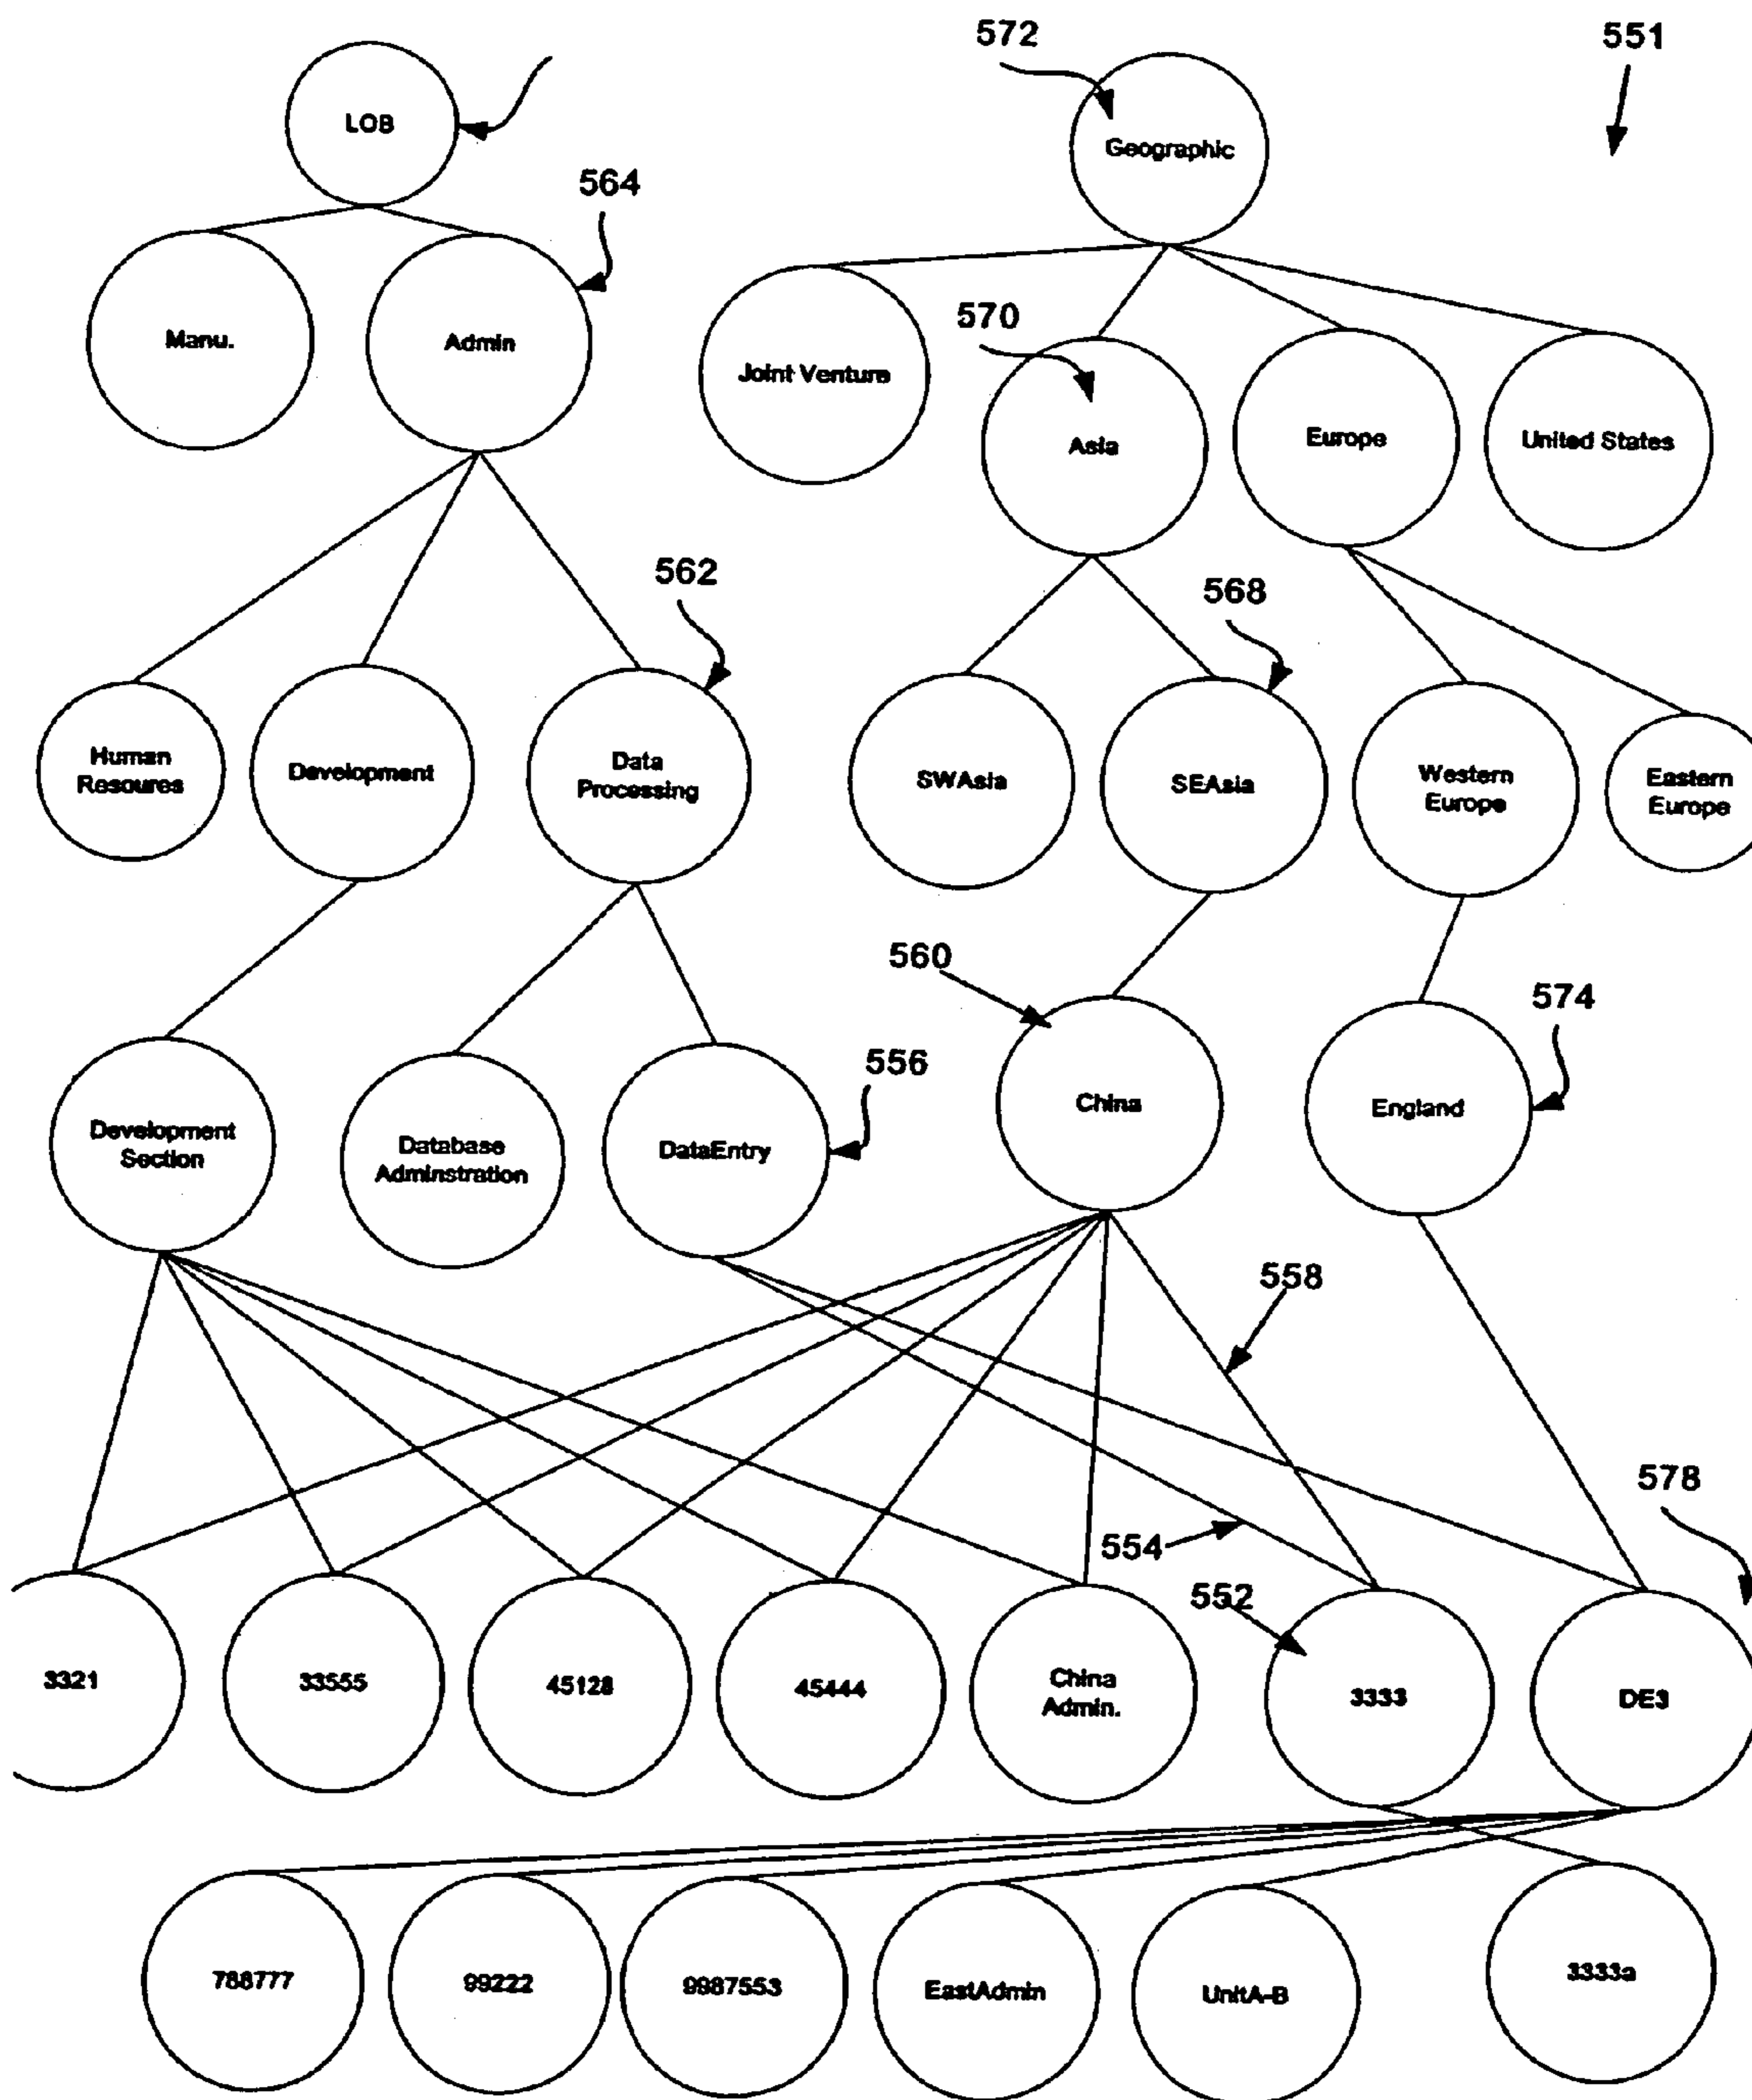 572
551
LOB
Geographic
564
Manu.
Admin
570
Joint Venture
Asia
Europe
United States
562
568
Human
Resoures
Development
Data
Processing
SWAsia
SEAsia
Western
Europe
Eastern
Europe
560
574
556
Development
Section
Database
Adminstration
DataEntry
China
England
558
578
554
552
3321
33555
45128
45444
China
Admin.
3333
DE3
788777
99222
9987553
EastAdmin
UnitA-B
3333a